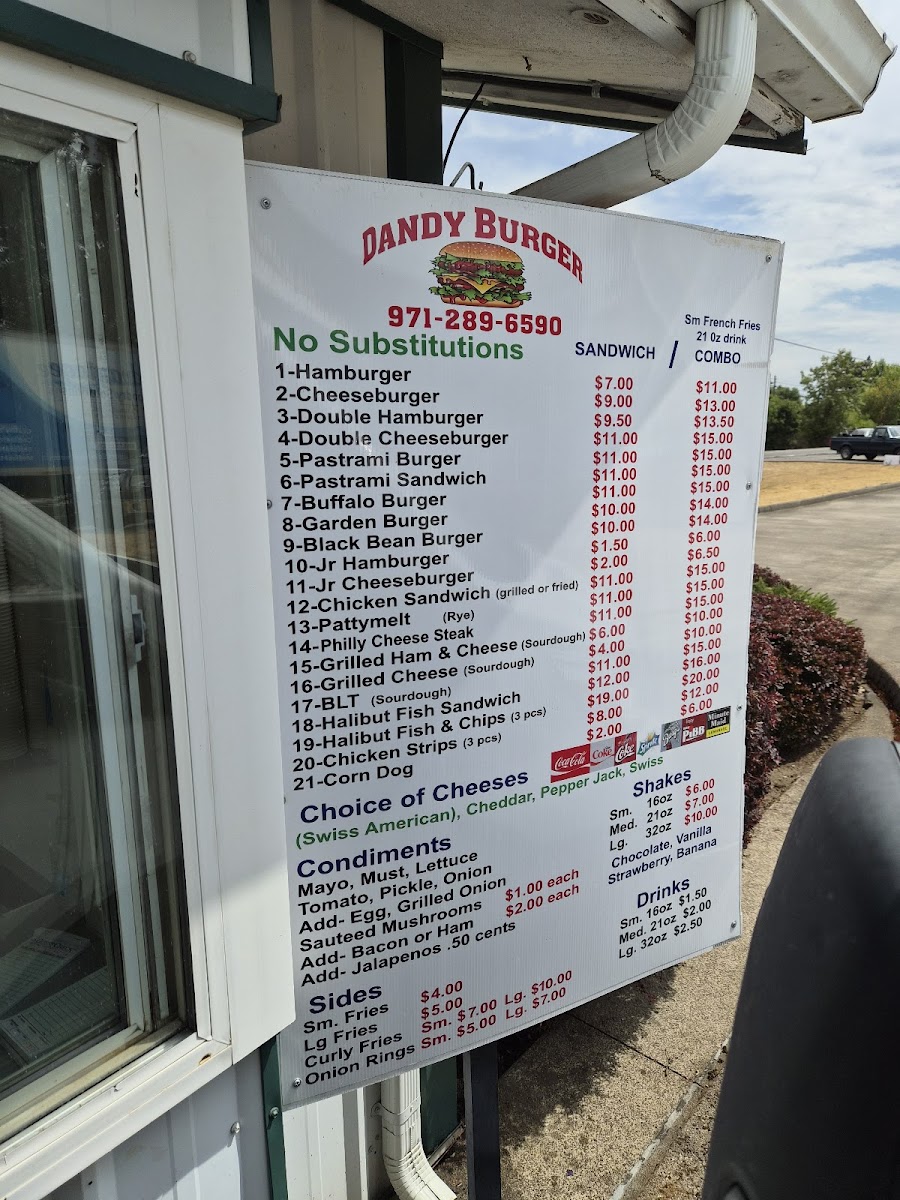 DANDY BURGER
971-289-6590
No Substitutions
SANDWICH / COMBO
Sm French Fries
21 0z drink
1-Hamburger $7.00 $11.00
2-Cheeseburger $9.00 $13.00
3-Double Hamburger $9.50 $13.50
4-Double Cheeseburger $11.00 $15.00
5-Pastrami Burger $11.00 $15.00
6-Pastrami Sandwich $11.00 $15.00
7-Buffalo Burger $11.00 $15.00
8-Garden Burger $10.00 $14.00
9-Black Bean Burger $10.00 $14.00
10-Jr Hamburger $1.50 $6.00
11-Jr Cheeseburger $2.00 $6.50
12-Chicken Sandwich (grilled or fried) $11.00 $15.00
13-Pattymelt (Rye) $11.00 $15.00
14-Philly Cheese Steak $11.00 $15.00
15-Grilled Ham & Cheese (Sourdough) $6.00 $10.00
16-Grilled Cheese (Sourdough) $4.00 $10.00
17-BLT (Sourdough) $11.00 $15.00
18-Halibut Fish Sandwich $12.00 $16.00
19-Halibut Fish & Chips (3 pcs) $19.00 $20.00
20-Chicken Strips (3 pcs) $8.00 $12.00
21-Corn Dog $2.00 $6.00
Coca-Cola Coke Coke Sprite PiBB Minute Maid
Choice of Cheeses
(Swiss American), Cheddar, Pepper Jack, Swiss
Condiments
Mayo, Must, Lettuce
Tomato, Pickle, Onion
Add- Egg, Grilled Onion
Sauteed Mushrooms $1.00 each
Add- Bacon or Ham $2.00 each
Add- Jalapenos .50 cents
Sides
Sm. Fries $4.00
Lg Fries $5.00
Curly Fries Sm. $7.00 Lg. $10.00
Onion Rings Sm. $5.00 Lg. $7.00
Shakes
Sm. 16oz $6.00
Med. 21oz $7.00
Lg. 32oz $10.00
Chocolate, Vanilla
Strawberry, Banana
Drinks
Sm. 16oz $1.50
Med. 21oz $2.00
Lg. 32oz $2.50